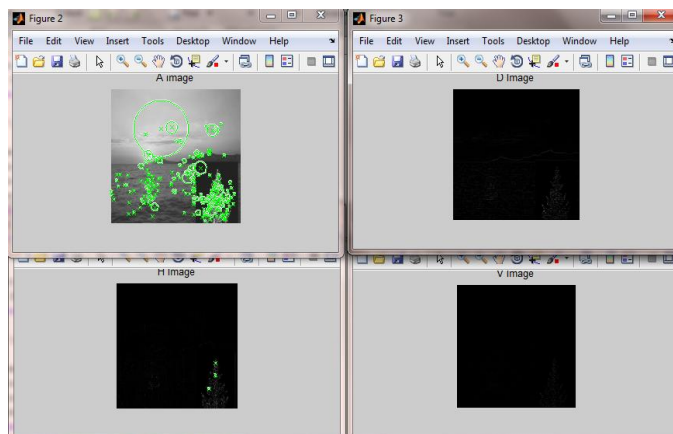 Figure 2
File Edit View Insert Tools Desktop Window Help
A Image
Figure 3
File Edit View Insert Tools Desktop Window Help
D Image
H Image
V Image